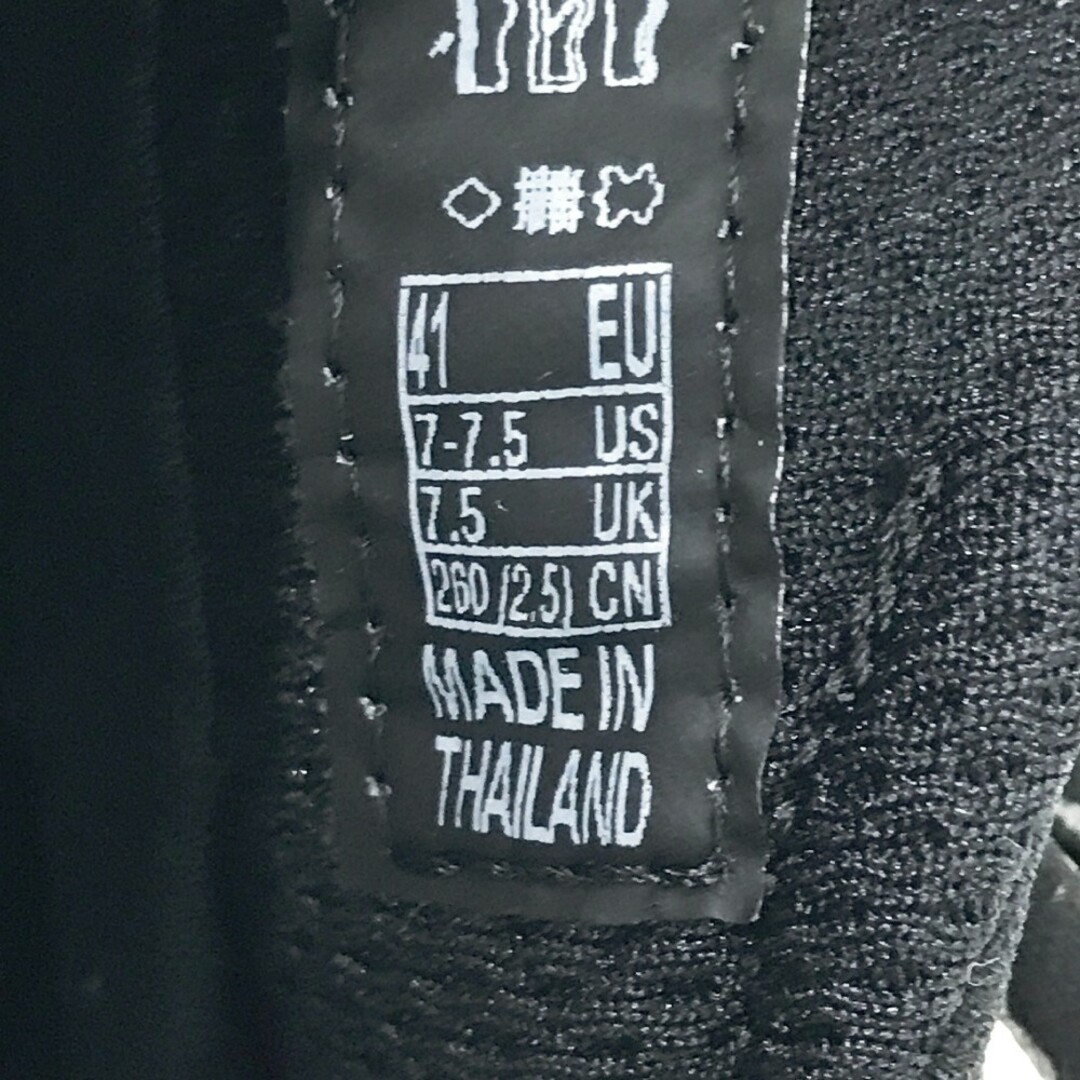 41 EU
7-7.5 US
7.5 UK
260 (2.5) CN
MADE IN
THAILAND